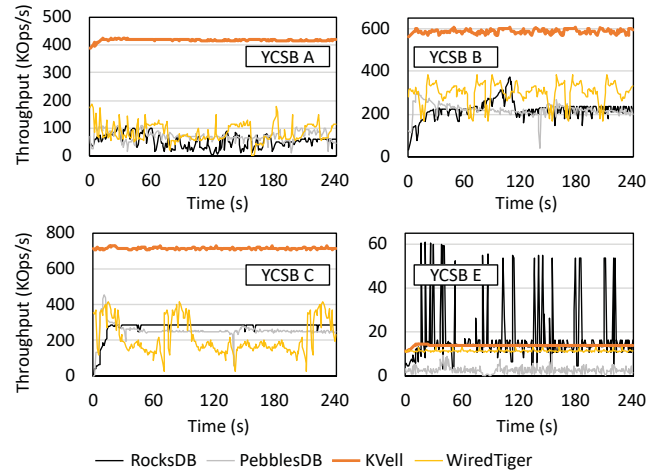 Throughput (KOps/s)
500
400
300
200
100
0
YCSB A
0 60 120 180 240
Time (s)
600
400
200
0
YCSB B
0 60 120 180 240
Time (s)
Throughput (KOps/s)
800
600
400
200
0
YCSB C
0 60 120 180 240
Time (s)
60
40
20
0
YCSB E
0 60 120 180 240
Time (s)
RocksDB PebblesDB KVell WiredTiger